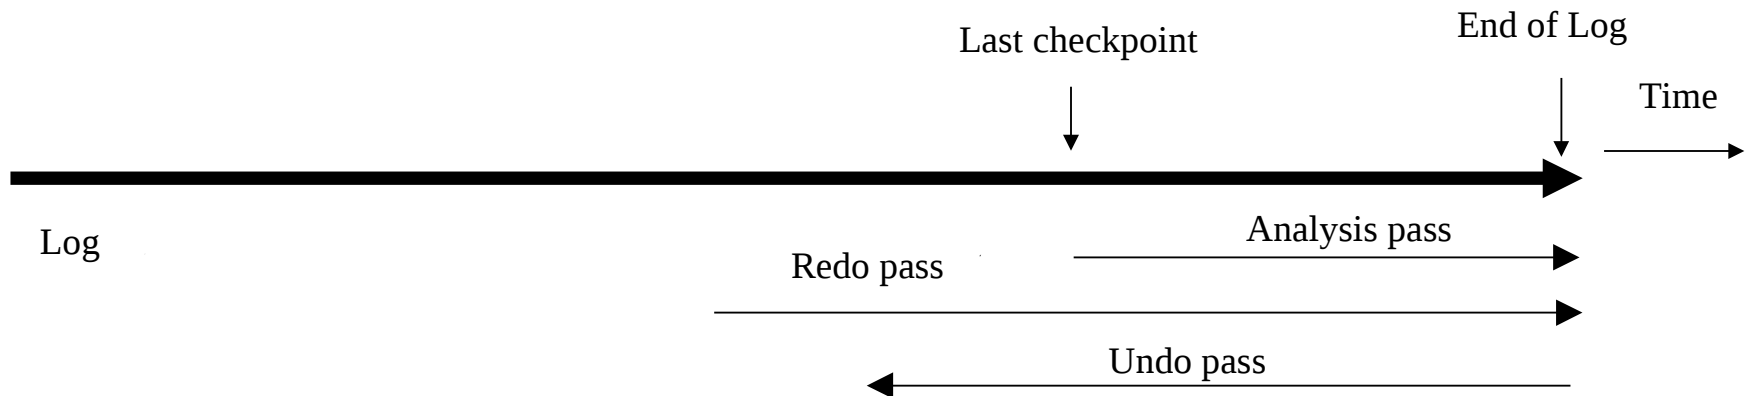 End of Log
Last checkpoint
Time
Log
Analysis pass
Redo pass
Undo pass